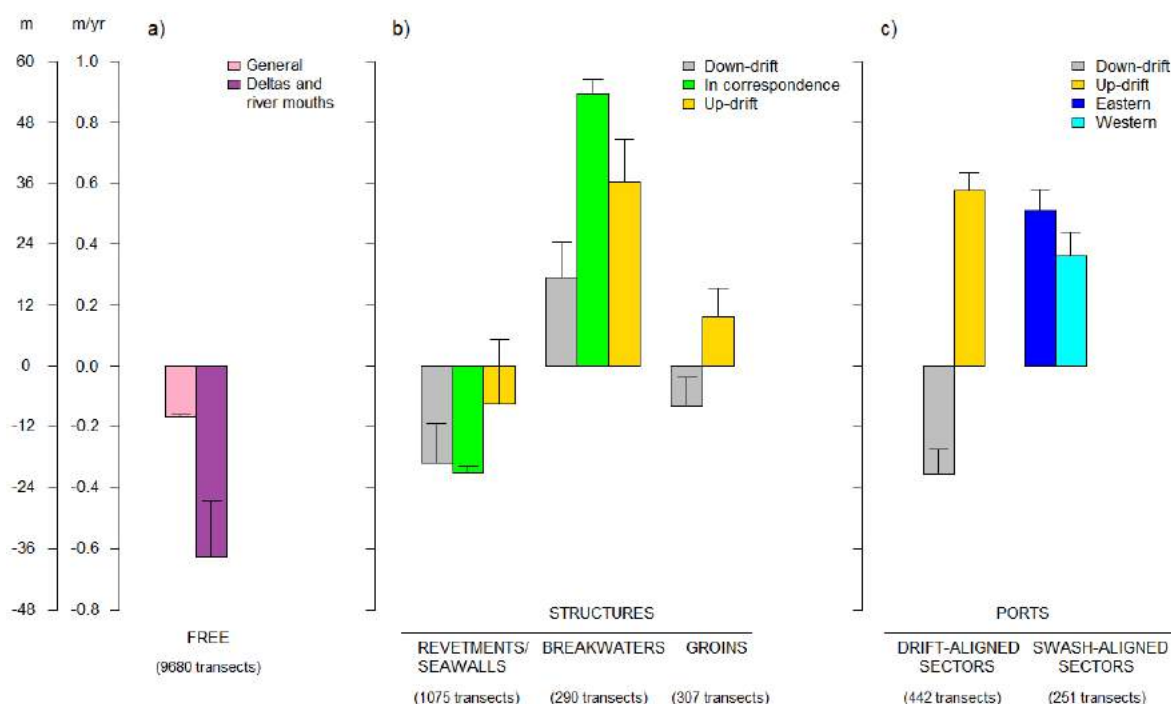 m
m/yr
a)
b)
c)
60
48
36
24
12
0
-12
-24
-36
-48
1.0
0.8
0.6
0.4
0.2
0.0
-0.2
-0.4
-0.6
-0.8
General
Deltas and
river mouths
Down-drift
In correspondence
Up-drift
Down-drift
Up-drift
Eastern
Western
FREE
(9680 transects)
STRUCTURES
REVETMENTS/
SEAWALLS
(1075 transects)
BREAKWATERS
(290 transects)
GROINS
(307 transects)
PORTS
DRIFT-ALIGNED
SECTORS
(442 transects)
SWASH-ALIGNED
SECTORS
(251 transects)